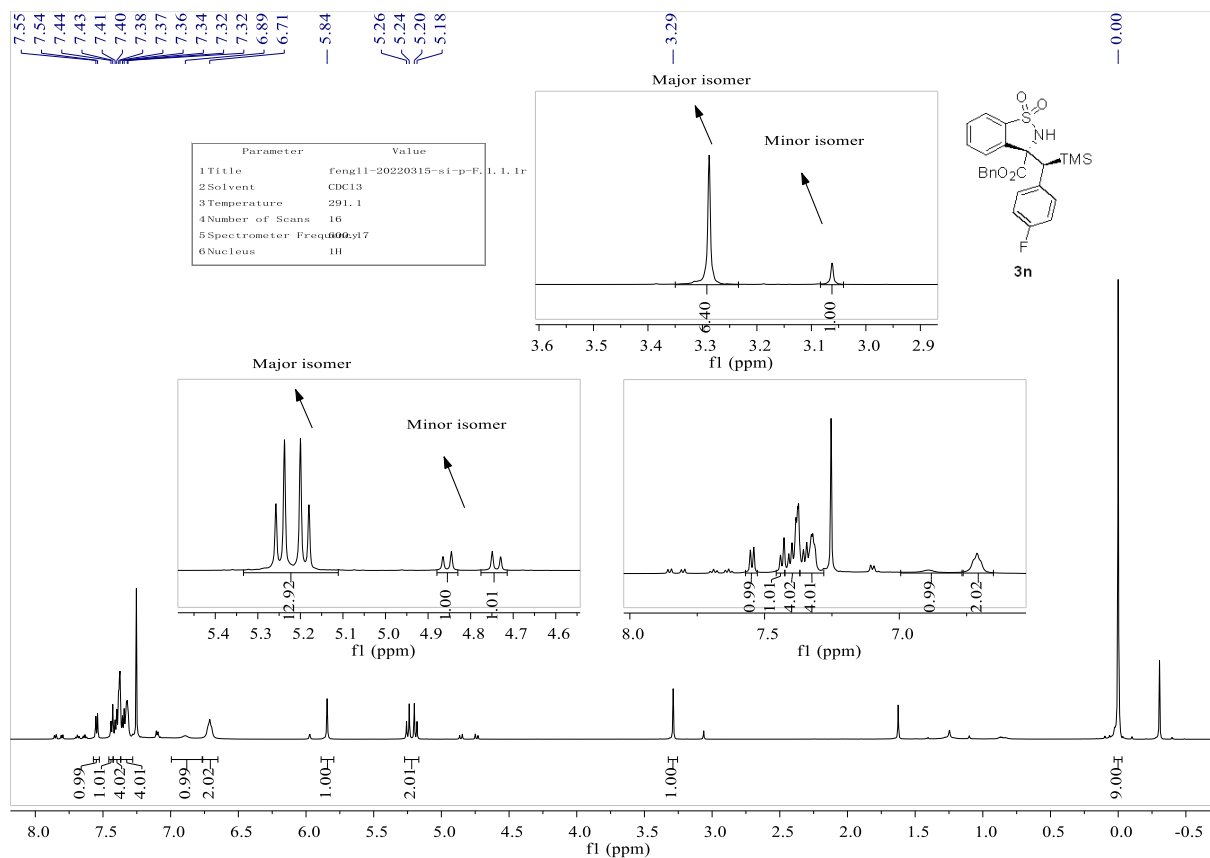 7.55 7.54 7.44 7.43 7.41 7.40 7.38 7.37 7.36 7.34 7.32 7.32 6.89 6.71 5.84 5.26 5.24 5.20 5.18 3.29 0.00
Major isomer
Minor isomer
6.40 1.00
3.6 3.5 3.4 3.3 3.2 3.1 3.0 2.9
f1 (ppm)
O O
S
NH
TMS
BnO2C
F
3n
Parameter Value
1 Title fengll-20220315-si-p-F.1.1.1r
2 Solvent CDCl3
3 Temperature 291.1
4 Number of Scans 16
5 Spectrometer Frequency 600.17
6 Nucleus 1H
Major isomer
Minor isomer
12.92 1.00 1.01
5.4 5.3 5.2 5.1 5.0 4.9 4.8 4.7 4.6
f1 (ppm)
0.99 1.01 4.02 4.01 0.99 2.02
8.0 7.5 7.0
f1 (ppm)
0.99 1.01 4.02 4.01 0.99 2.02 1.00 2.01 1.00 9.00
8.0 7.5 7.0 6.5 6.0 5.5 5.0 4.5 4.0 3.5 3.0 2.5 2.0 1.5 1.0 0.5 0.0 -0.5
f1 (ppm)